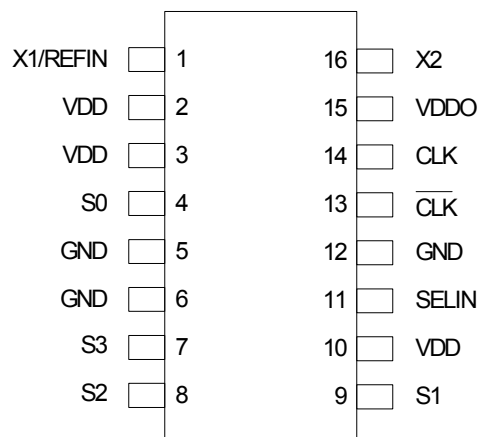 X1/REFIN 1 16 X2
VDD 2 15 VDDO
VDD 3 14 CLK
S0 4 13 C̅L̅K̅
GND 5 12 GND
GND 6 11 SELIN
S3 7 10 VDD
S2 8 9 S1